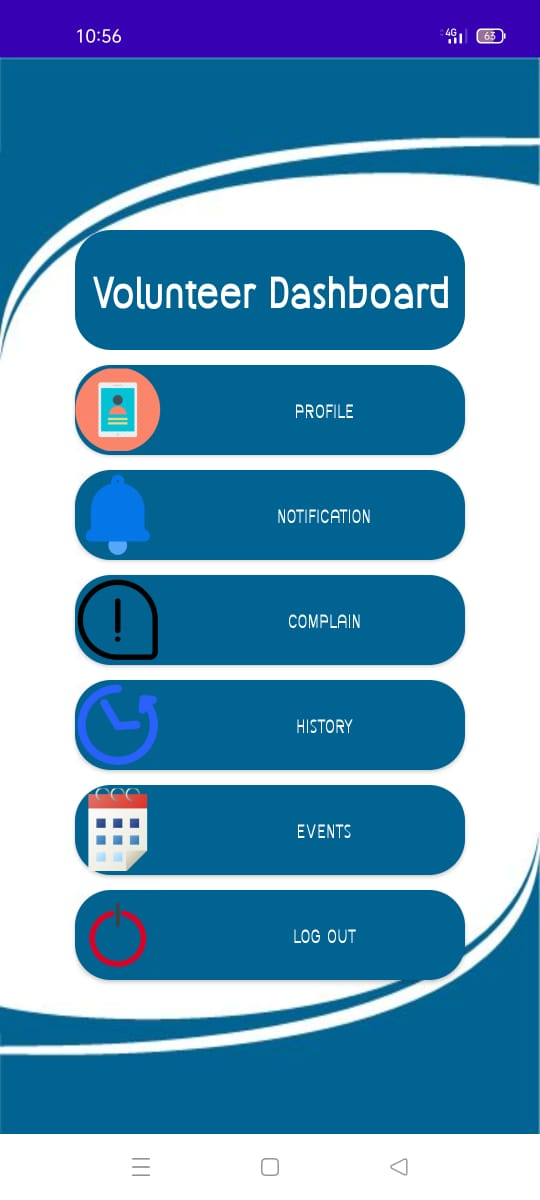 10:56
4G
63
Volunteer Dashboard
PROFILE
NOTIFICATION
COMPLAIN
HISTORY
EVENTS
LOG OUT